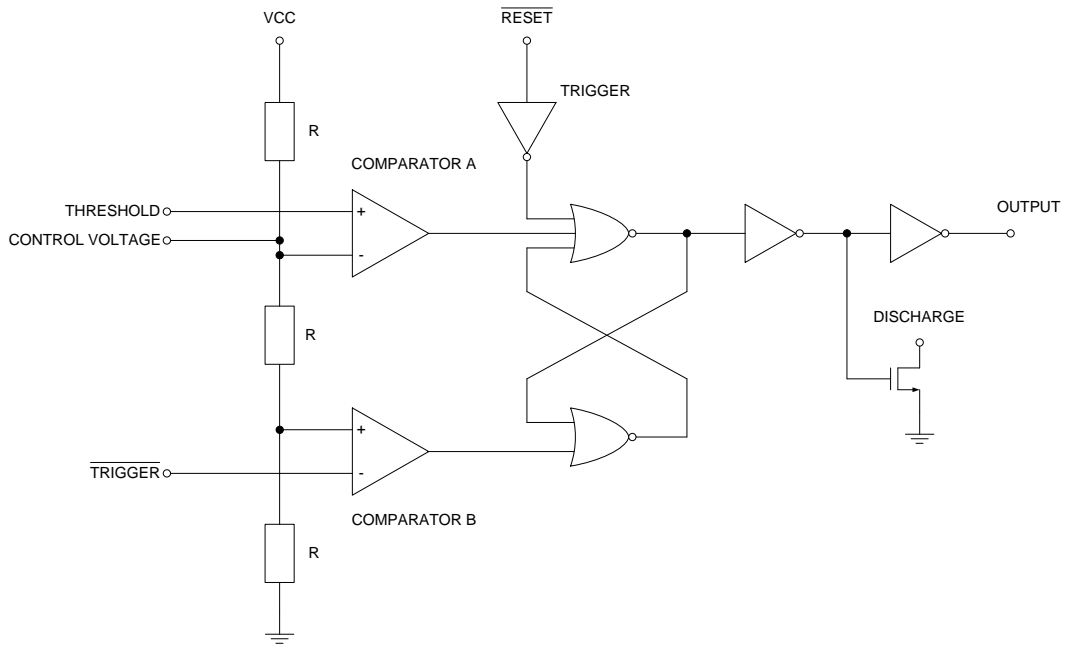 VCC
RESET
TRIGGER
R
COMPARATOR A
THRESHOLD
+
OUTPUT
CONTROL VOLTAGE
-
R
DISCHARGE
+
TRIGGER
-
COMPARATOR B
R